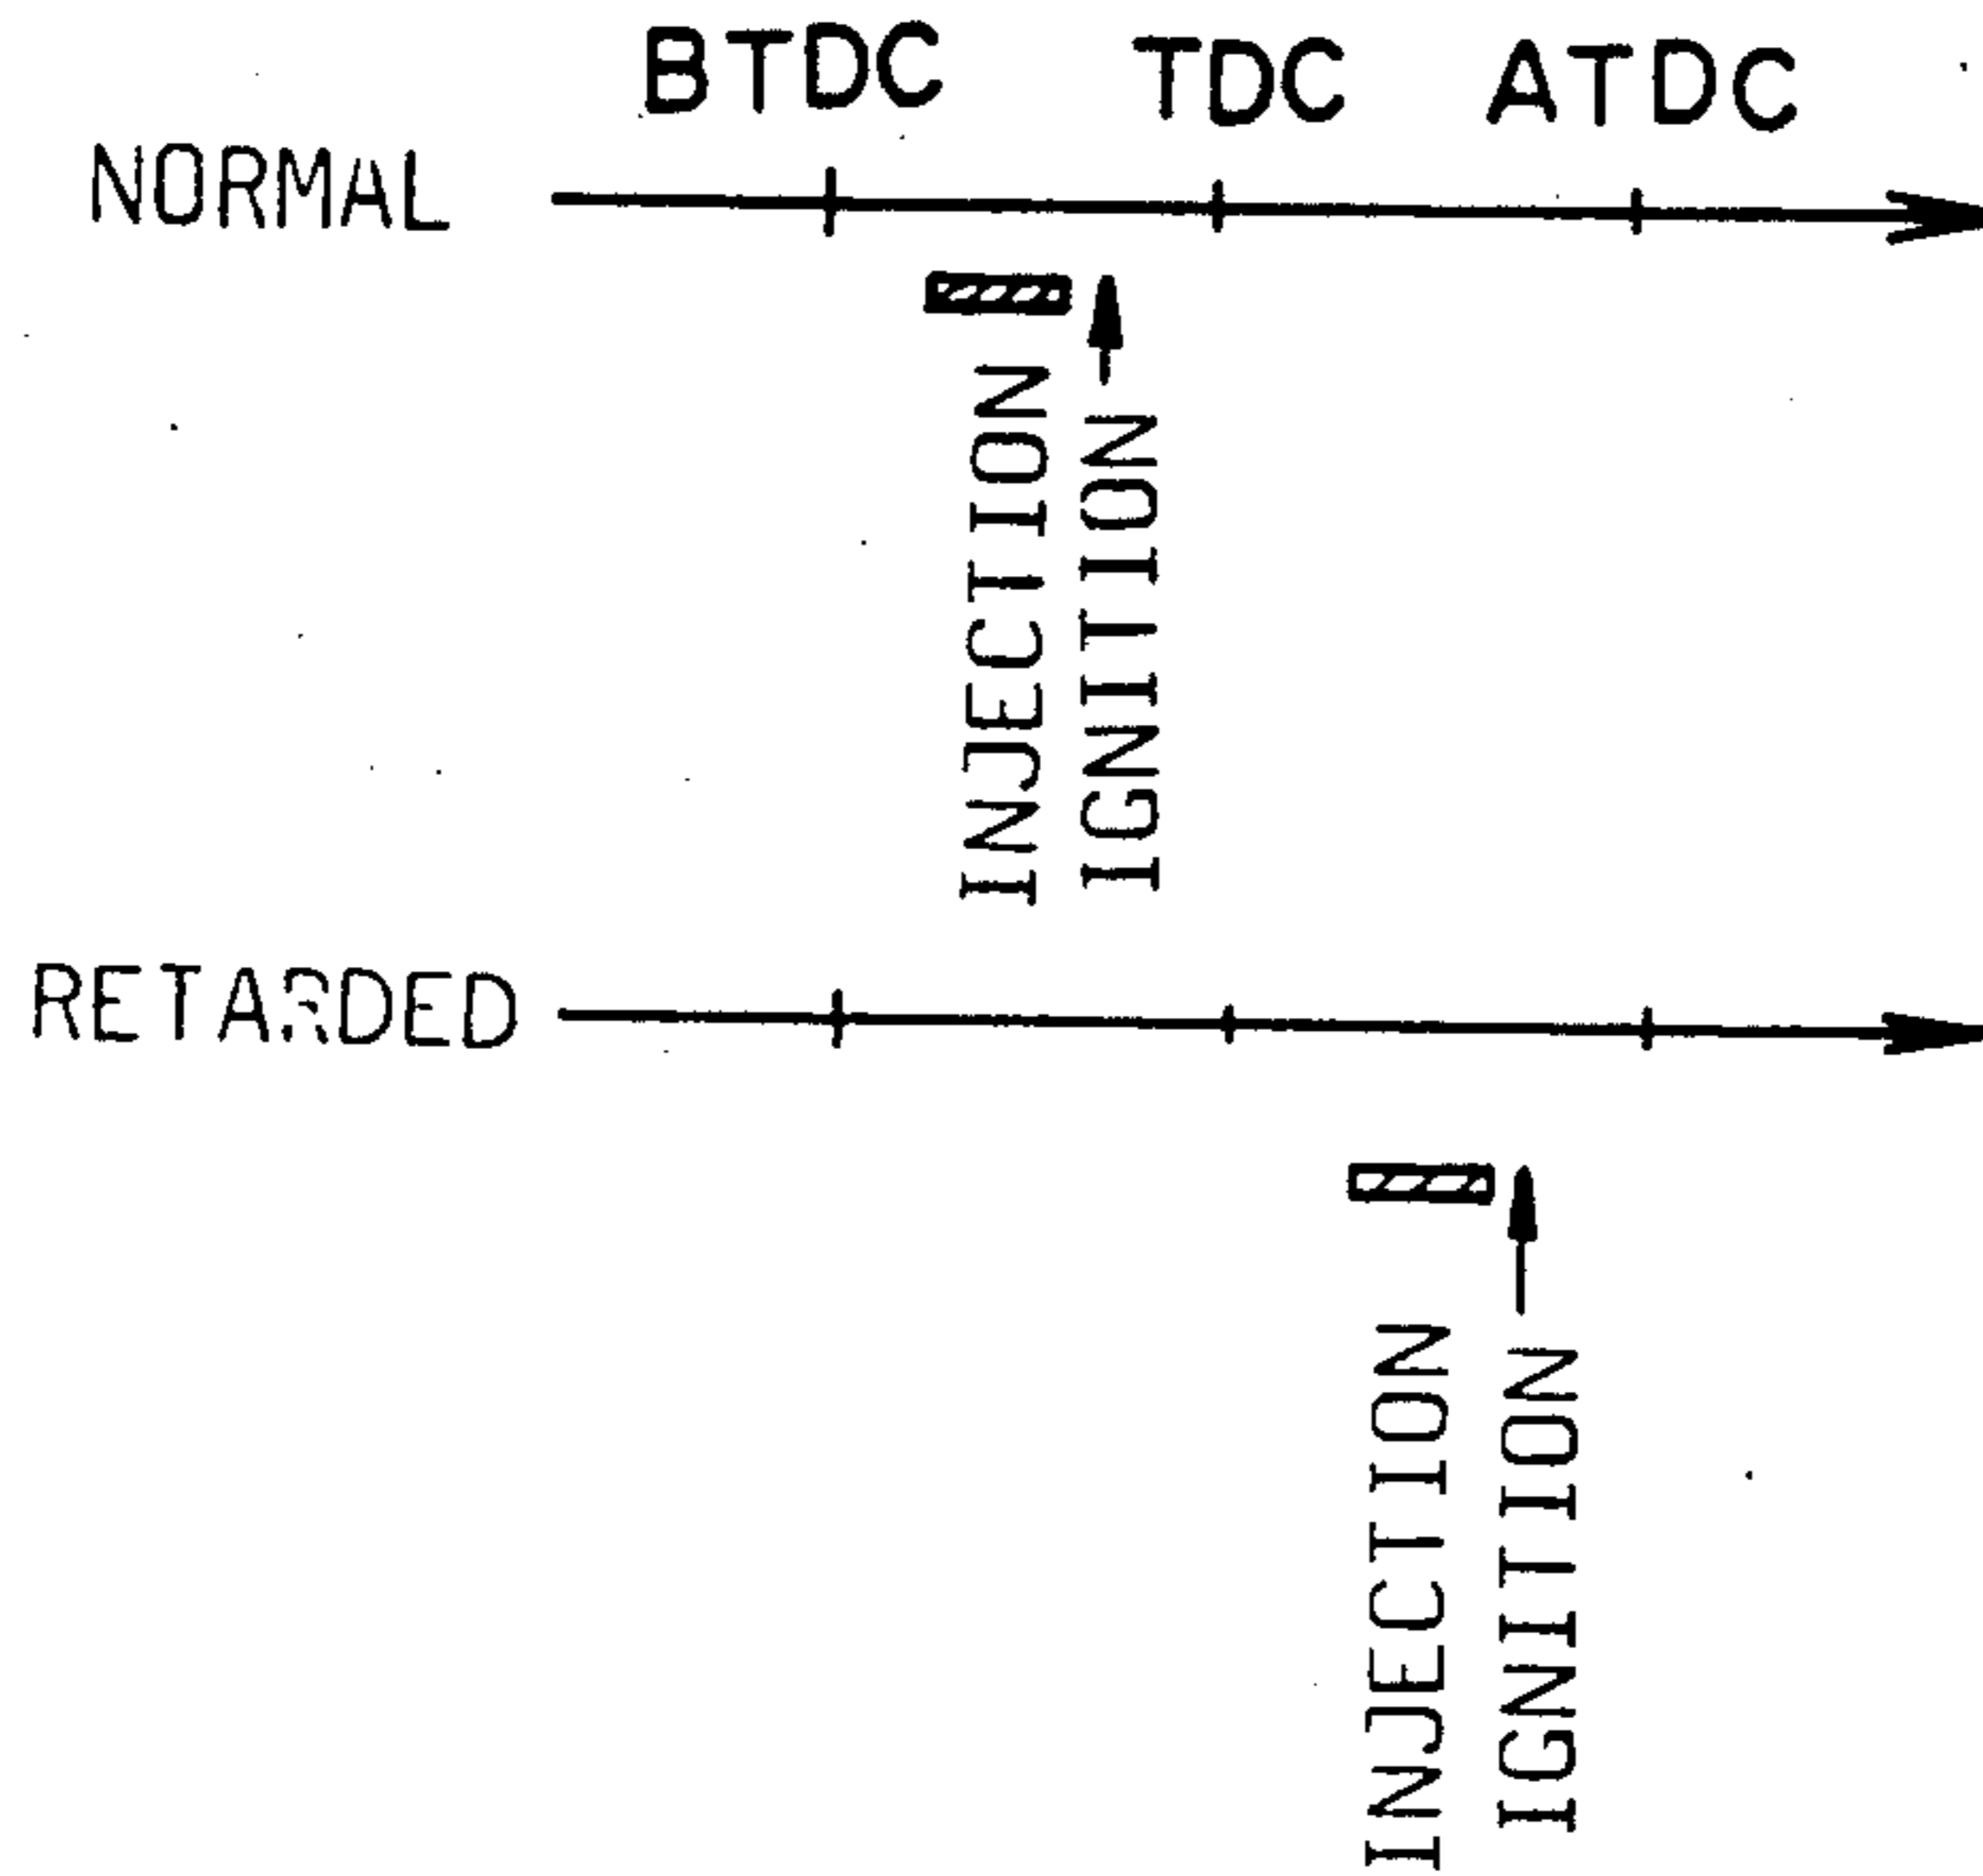 BTDC TDC ATDC
NORMAL
INJECTION
IGNITION
RETARDED
INJECTION
IGNITION